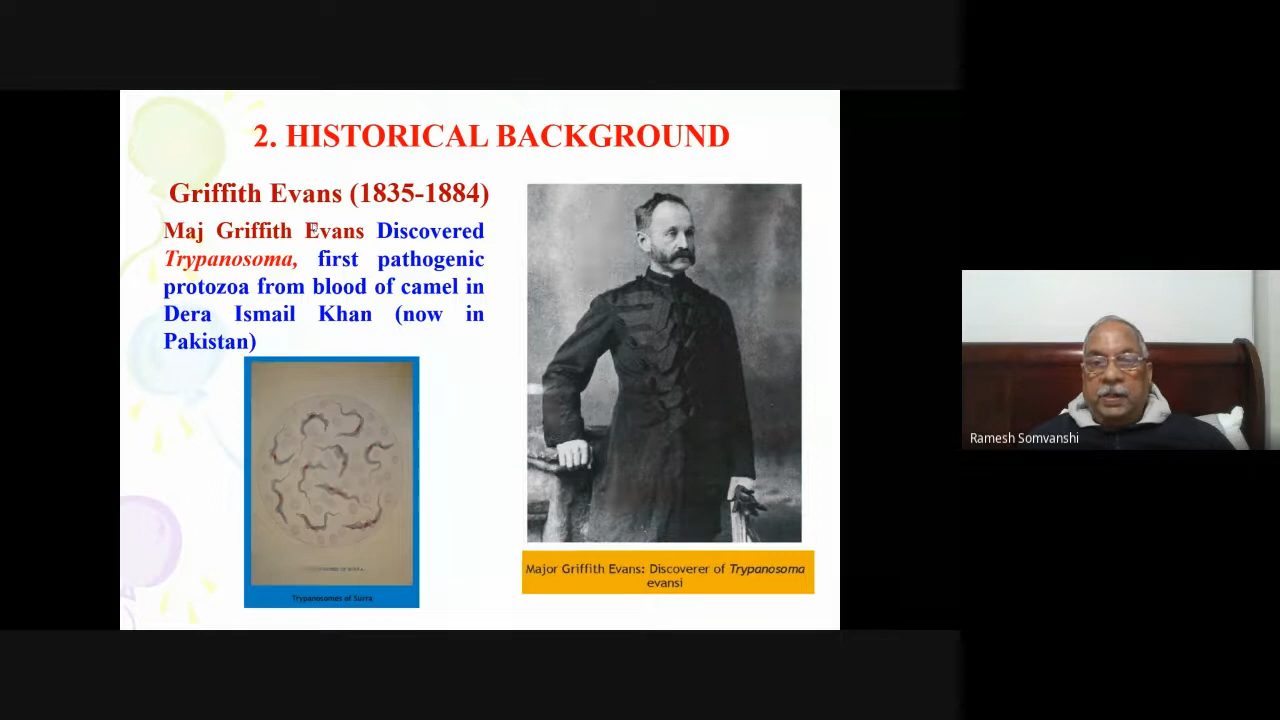 2. HISTORICAL BACKGROUND
Griffith Evans (1835-1884)
Maj Griffith Evans Discovered
Trypanosoma, first pathogenic
protozoa from blood of camel in
Dera Ismail Khan (now in
Pakistan)
Trypanosomes of Surra
Major Griffith Evans: Discoverer of Trypanosoma
evansi
Ramesh Somvanshi